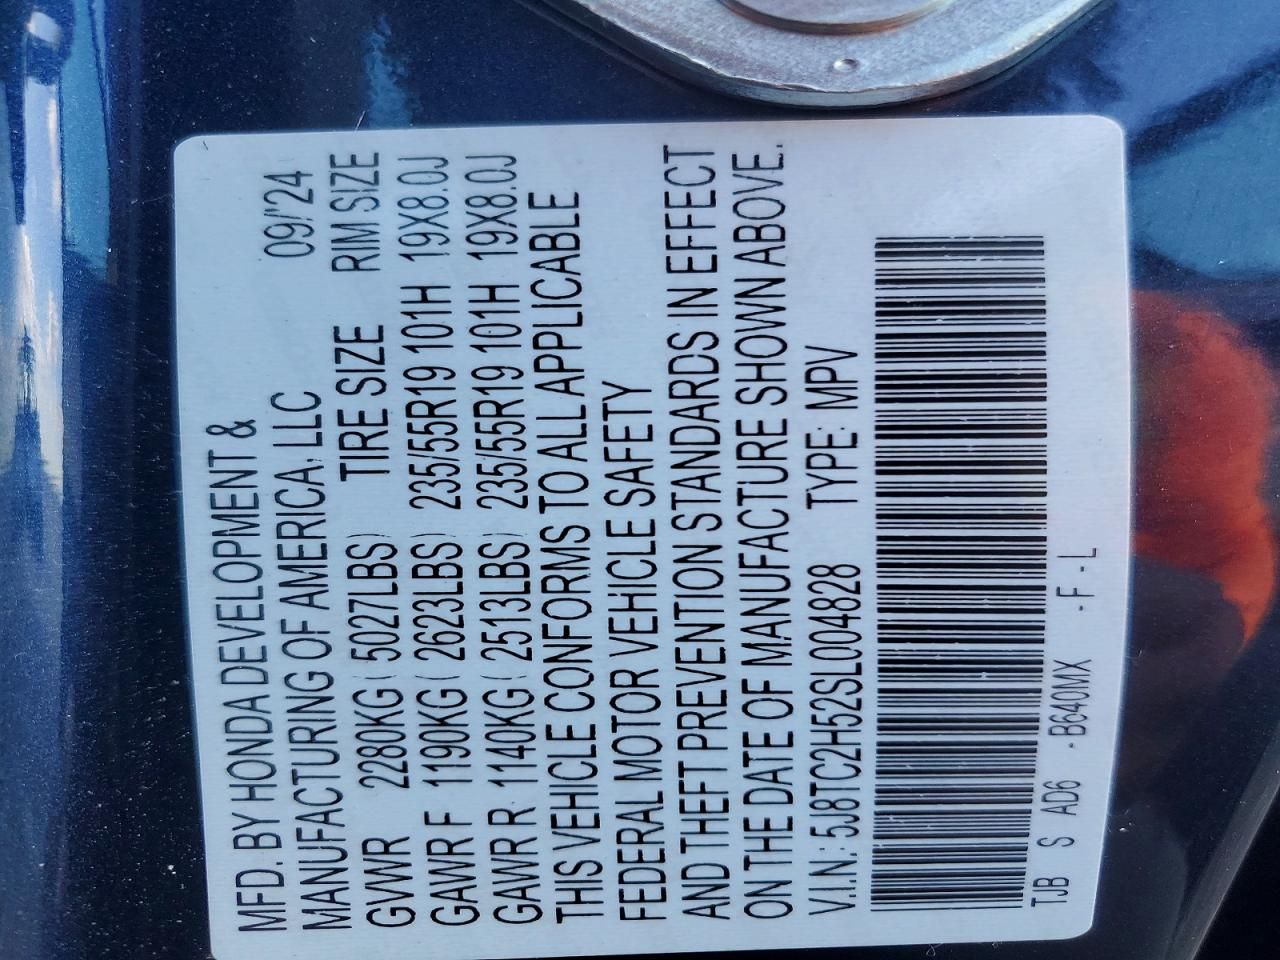 MFD. BY HONDA DEVELOPMENT &
MANUFACTURING OF AMERICA, LLC 09/'24
GVWR 2280KG ( 5027LBS) TIRE SIZE RIM SIZE
GAWR F 1190KG ( 2623LBS) 235/55R19 101H 19X8.0J
GAWR R 1140KG ( 2513LBS) 235/55R19 101H 19X8.0J
THIS VEHICLE CONFORMS TO ALL APPLICABLE
FEDERAL MOTOR VEHICLE SAFETY
AND THEFT PREVENTION STANDARDS IN EFFECT
ON THE DATE OF MANUFACTURE SHOWN ABOVE.
V.I.N.: 5J8TC2H52SL004828 TYPE: MPV
TJB S AD6 -B640MX -F-L